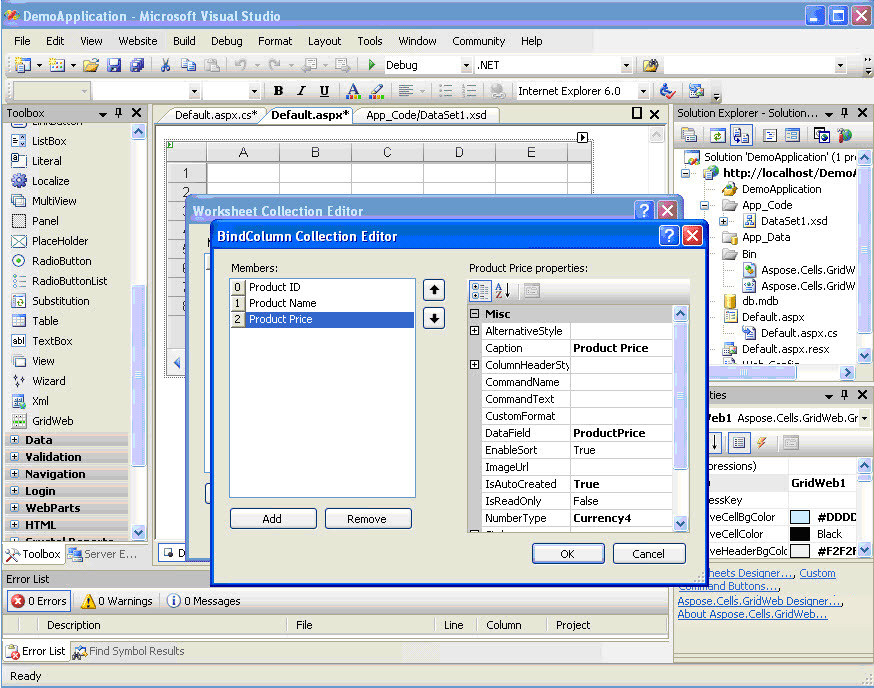 DemoApplication - Microsoft Visual Studio
File Edit View Website Build Debug Format Layout Tools Window Community Help
Debug .NET
B I U A Internet Explorer 6.0
Toolbox
ListBox
Literal
Localize
MultiView
Panel
PlaceHolder
RadioButton
RadioButtonList
Substitution
Table
TextBox
View
Wizard
Xml
GridWeb
Data
Validation
Navigation
Login
WebParts
HTML
Crystal Reports
Toolbox Server E...
Default.aspx.cs* Default.aspx* App_Code/DataSet1.xsd
A B C D E
1
2
Worksheet Collection Editor
BindColumn Collection Editor
Members:
0 Product ID
1 Product Name
2 Product Price
Add Remove
Product Price properties:
Misc
AlternativeStyle
Caption Product Price
ColumnHeaderSty
CommandName
CommandText
CustomFormat
DataField ProductPrice
EnableSort True
ImageUrl
IsAutoCreated True
IsReadOnly False
NumberType Currency4
OK Cancel
Solution Explorer - Solution...
Solution 'DemoApplication' (1 pr
http://localhost/DemoA
DemoApplication
App_Code
DataSet1.xsd
App_Data
Bin
Aspose.Cells.GridW
Aspose.Cells.GridW
db.mdb
Default.aspx
Default.aspx.cs
Default.aspx.resx
Web.Config
ties
eb1 Aspose.Cells.GridWeb.Gr
pressions)
GridWeb1
essKey
veCellBgColor #DDDD
veCellColor Black
veHeaderBgColc #F2F2F
heets Designer..., Custom
Command Buttons...,
Aspose.Cells.GridWeb Designer...,
About Aspose.Cells.GridWeb...
Error List
0 Errors 0 Warnings 0 Messages
Description File Line Column Project
Error List Find Symbol Results
Ready